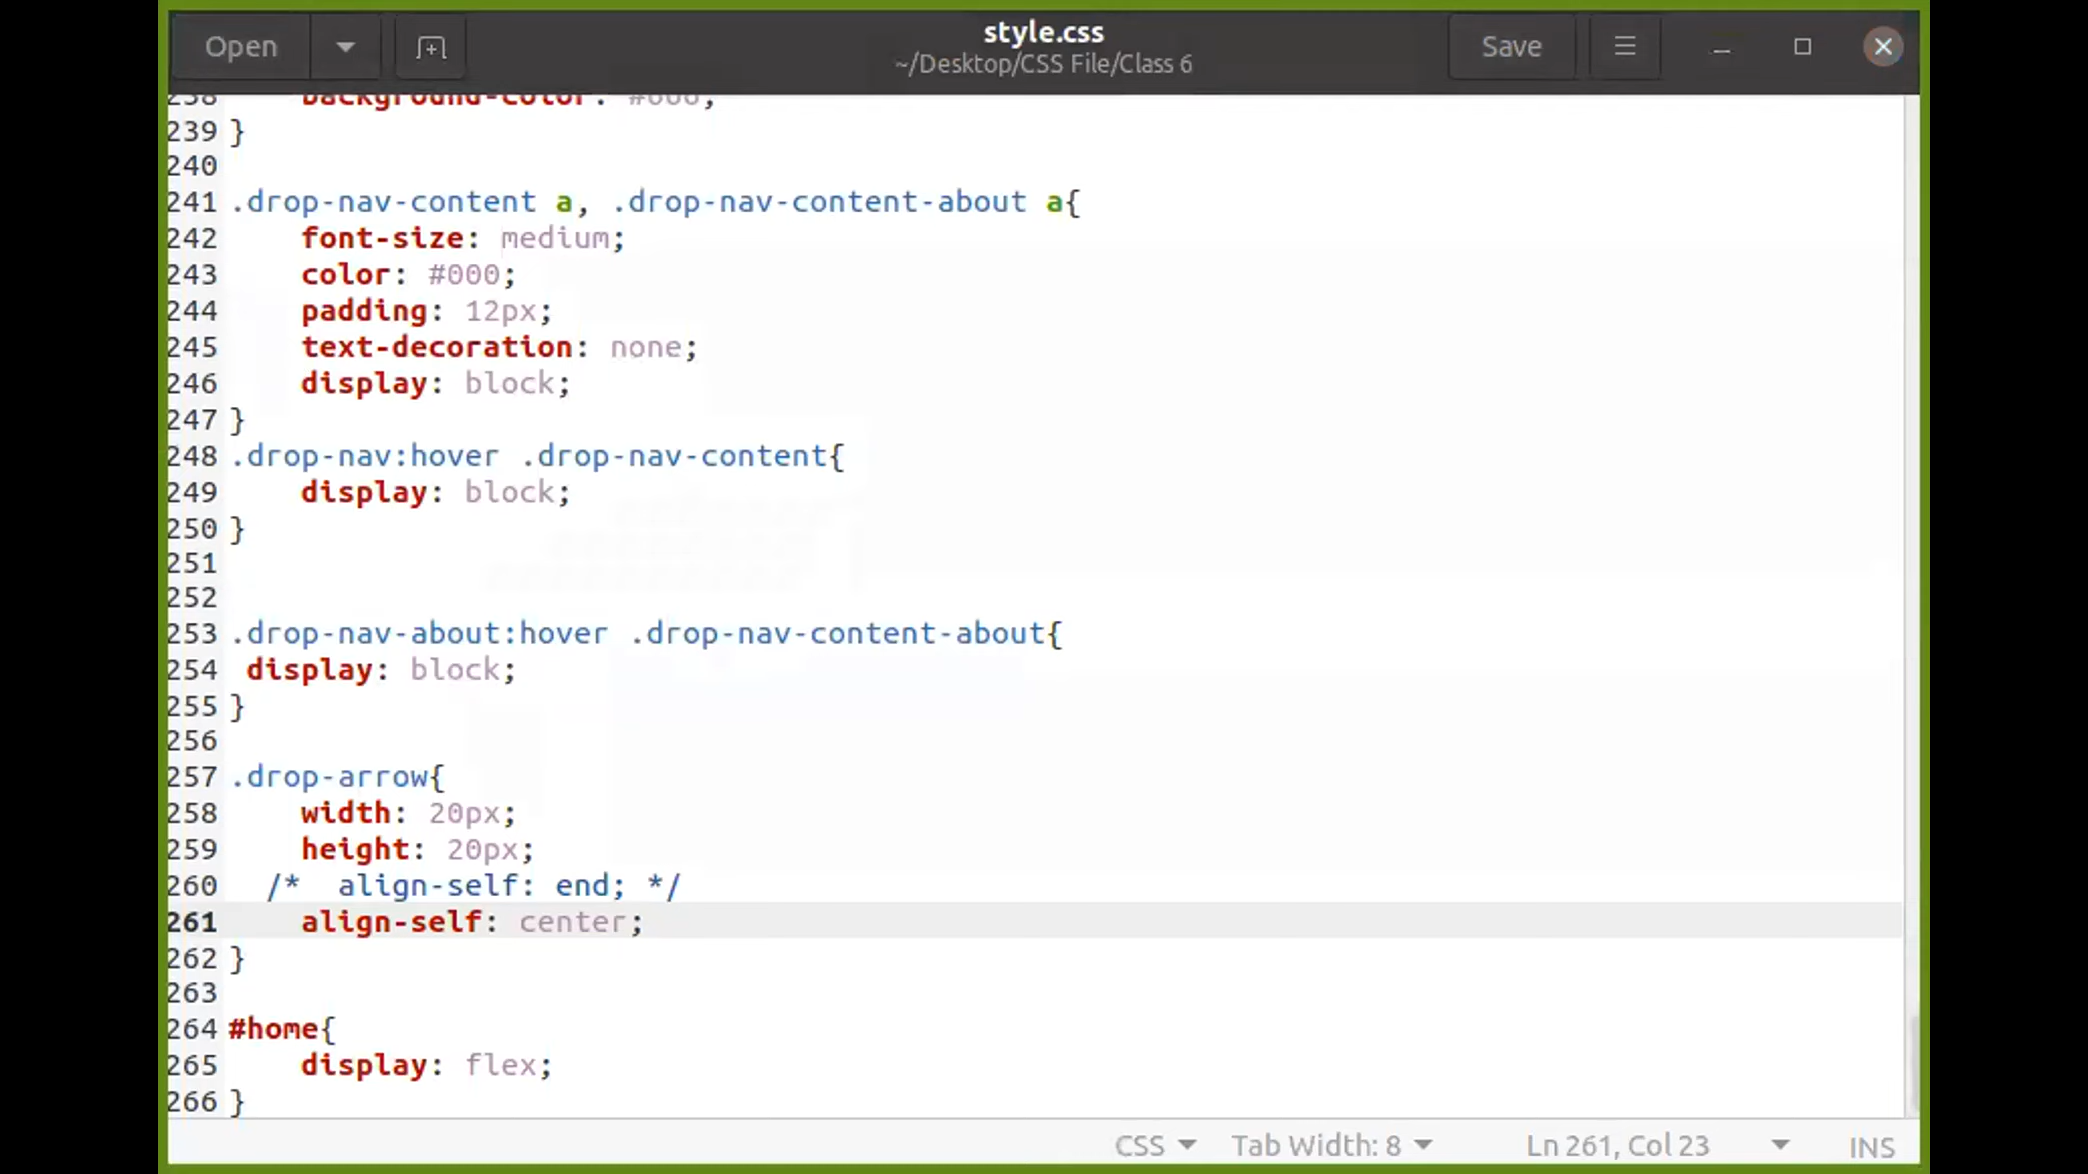 Open
style.css
~/Desktop/CSS File/Class 6
Save
239 }
240
241 .drop-nav-content a, .drop-nav-content-about a{
242     font-size: medium;
243     color: #000;
244     padding: 12px;
245     text-decoration: none;
246     display: block;
247 }
248 .drop-nav:hover .drop-nav-content{
249     display: block;
250 }
251
252
253 .drop-nav-about:hover .drop-nav-content-about{
254  display: block;
255 }
256
257 .drop-arrow{
258     width: 20px;
259     height: 20px;
260   /*  align-self: end; */
261     align-self: center;
262 }
263
264 #home{
265     display: flex;
266 }
CSS Tab Width: 8 Ln 261, Col 23 INS